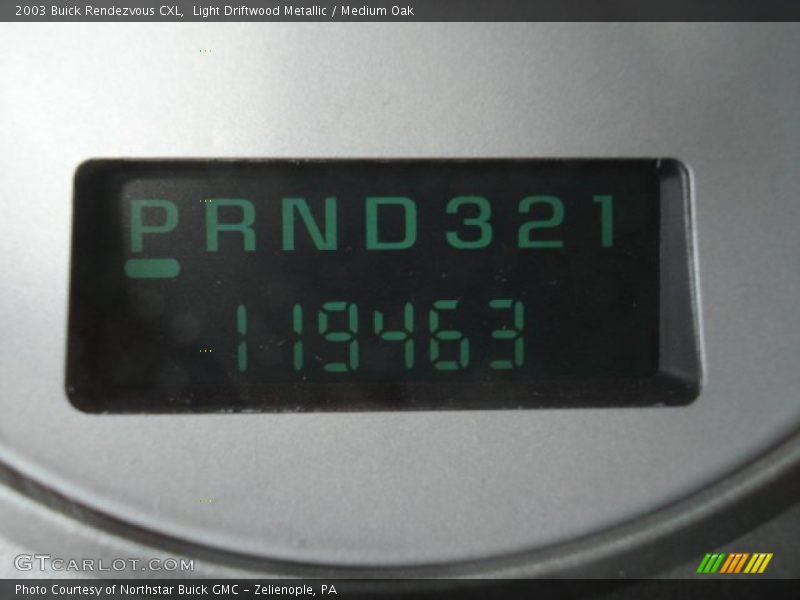 2003 Buick Rendezvous CXL,  Light Driftwood Metallic / Medium Oak
PRND321
119463
GTCARLOT.COM
Photo Courtesy of Northstar Buick GMC - Zelienople, PA